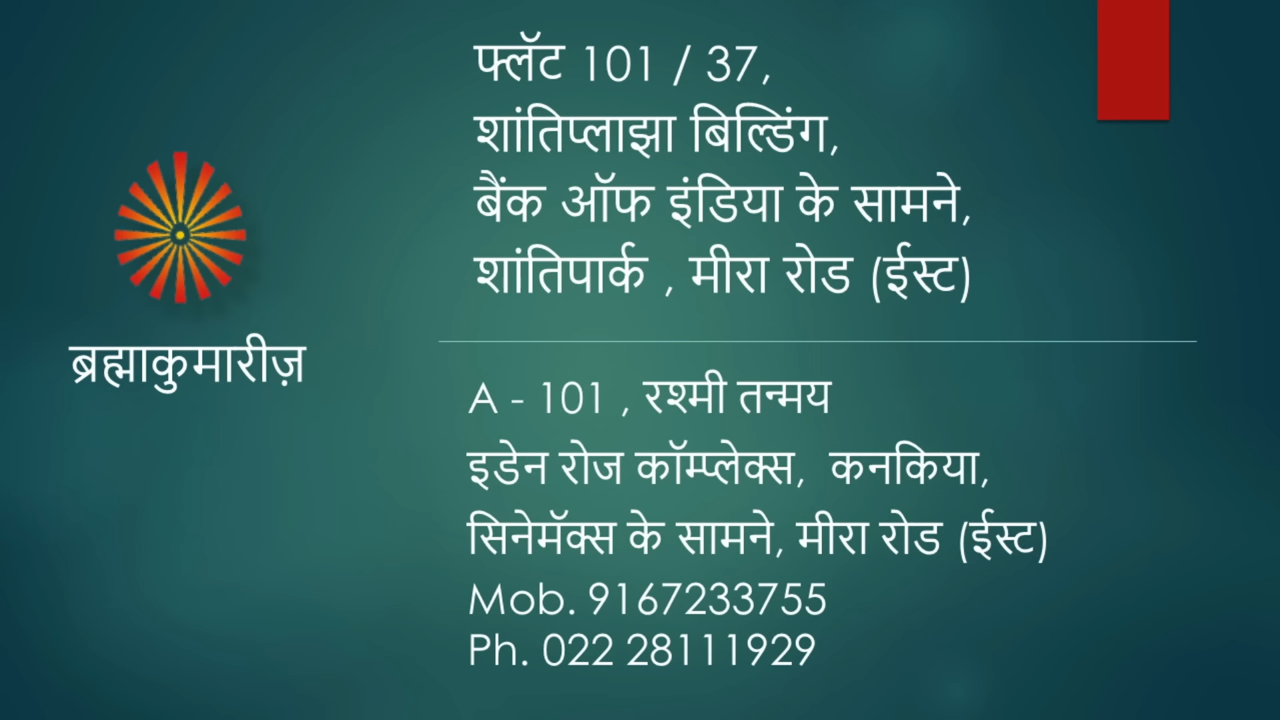 ब्रह्माकुमारीज़
फ्लॅट 101 / 37,
शांतिप्लाझा बिल्डिंग,
बैंक ऑफ इंडिया के सामने,
शांतिपार्क , मीरा रोड (ईस्ट)
A - 101 , रश्मी तन्मय
इडेन रोज कॉम्प्लेक्स, कनकिया,
सिनेमॅक्स के सामने, मीरा रोड (ईस्ट)
Mob. 9167233755
Ph. 022 28111929